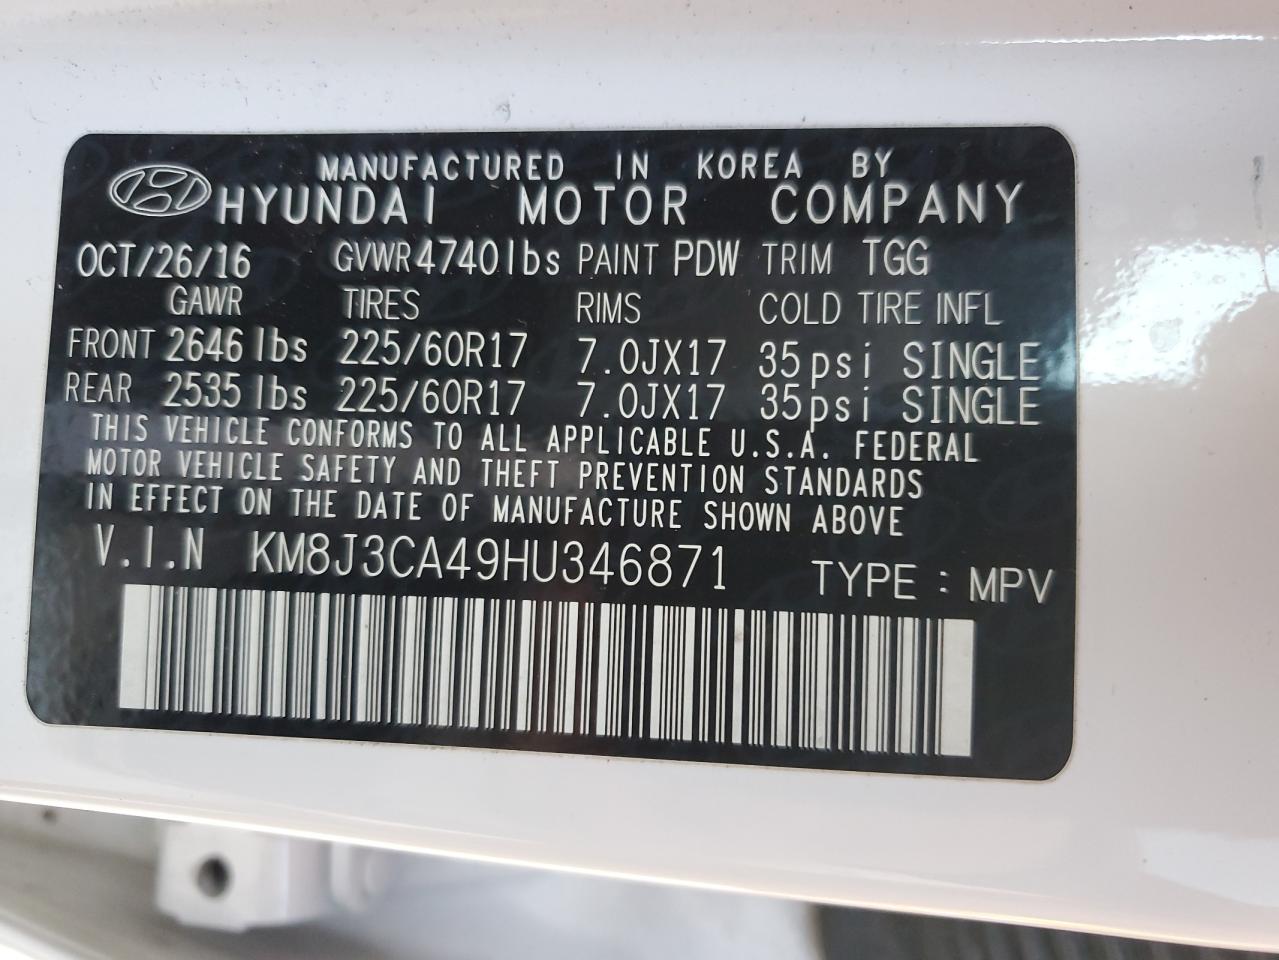 MANUFACTURED IN KOREA BY
HYUNDAI MOTOR COMPANY
OCT/26/16 GVWR 4740lbs PAINT PDW TRIM TGG
GAWR TIRES RIMS COLD TIRE INFL
FRONT 2646lbs 225/60R17 7.0JX17 35psi SINGLE
REAR 2535lbs 225/60R17 7.0JX17 35psi SINGLE
THIS VEHICLE CONFORMS TO ALL APPLICABLE U.S.A. FEDERAL
MOTOR VEHICLE SAFETY AND THEFT PREVENTION STANDARDS
IN EFFECT ON THE DATE OF MANUFACTURE SHOWN ABOVE
V.I.N KM8J3CA49HU346871 TYPE : MPV